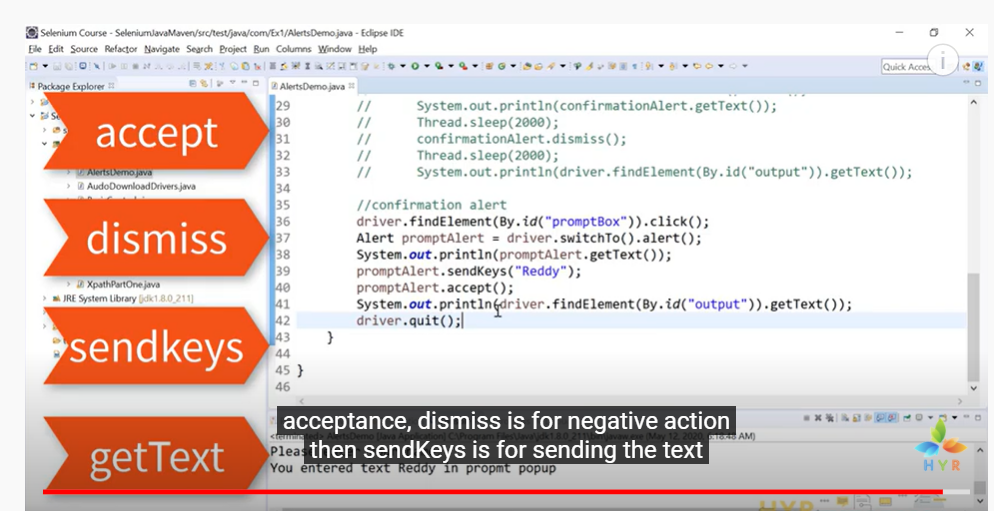 Selenium Course - SeleniumJavaMaven/src/test/java/com/Ex1/AlertsDemo.java - Eclipse IDE
File Edit Source Refactor Navigate Search Project Run Columns Window Help
Quick Acces
i
Package Explorer
AlertsDemo.java
accept
AlertsDemo.java
AudoDownloadDrivers.java
dismiss
XpathPartOne.java
JRE System Library [jdk1.8.0_211]
sendkeys
getText
29 // System.out.println(confirmationAlert.getText());
30 // Thread.sleep(2000);
31 // confirmationAlert.dismiss();
32 // Thread.sleep(2000);
33 // System.out.println(driver.findElement(By.id("output")).getText());
34
35 //confirmation alert
36 driver.findElement(By.id("promptBox")).click();
37 Alert promptAlert = driver.switchTo().alert();
38 System.out.println(promptAlert.getText());
39 promptAlert.sendKeys("Reddy");
40 promptAlert.accept();
41 System.out.println(driver.findElement(By.id("output")).getText());
42 driver.quit();
43 }
44
45 }
46
acceptance, dismiss is for negative action
then sendKeys is for sending the text
You entered text Reddy in propmt popup
HYR
HYR